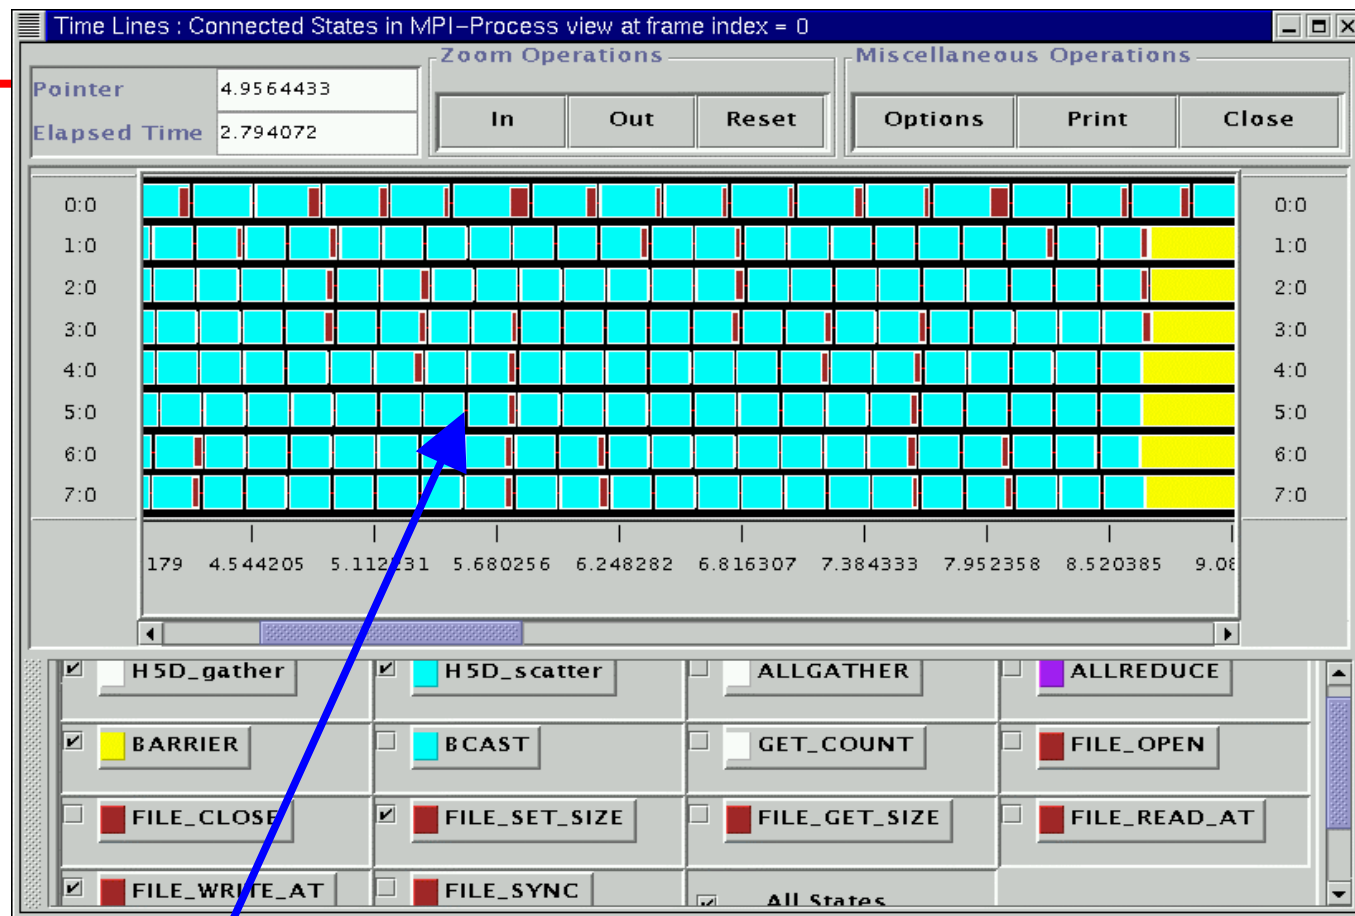 Time Lines : Connected States in MPI-Process view at frame index = 0
Zoom Operations
Miscellaneous Operations
Pointer 4.9564433
Elapsed Time 2.794072
In Out Reset
Options Print Close
0:0 0:0
1:0 1:0
2:0 2:0
3:0 3:0
4:0 4:0
5:0 5:0
6:0 6:0
7:0 7:0
179 4.544205 5.112231 5.680256 6.248282 6.816307 7.384333 7.952358 8.520385 9.08
H5D_gather H5D_scatter ALLGATHER ALLREDUCE
BARRIER BCAST GET_COUNT FILE_OPEN
FILE_CLOSE FILE_SET_SIZE FILE_GET_SIZE FILE_READ_AT
FILE_WRITE_AT FILE_SYNC All States